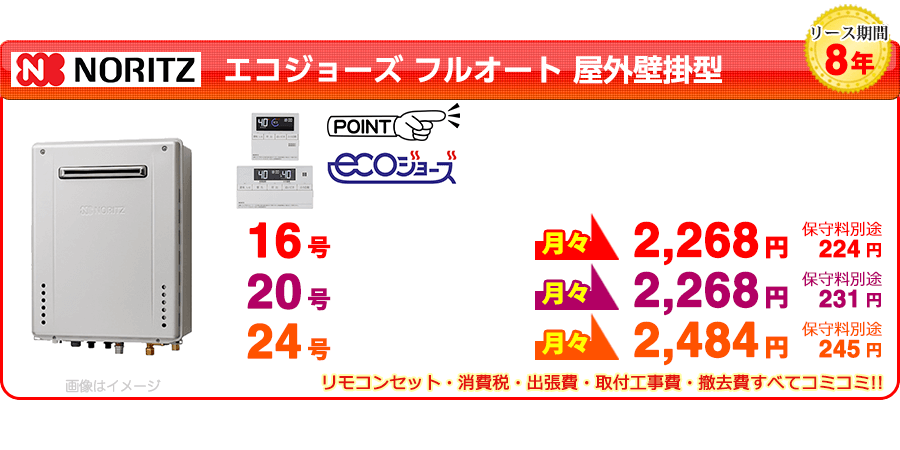 リース期間
8年
NORITZ エコジョーズ フルオート 屋外壁掛型
POINT
ecoジョーズ
NORITZ
16号 月々 2,268円 保守料別途 224円
20号 月々 2,268円 保守料別途 231円
24号 月々 2,484円 保守料別途 245円
画像はイメージ
リモコンセット・消費税・出張費・取付工事費・撤去費すべてコミコミ!!